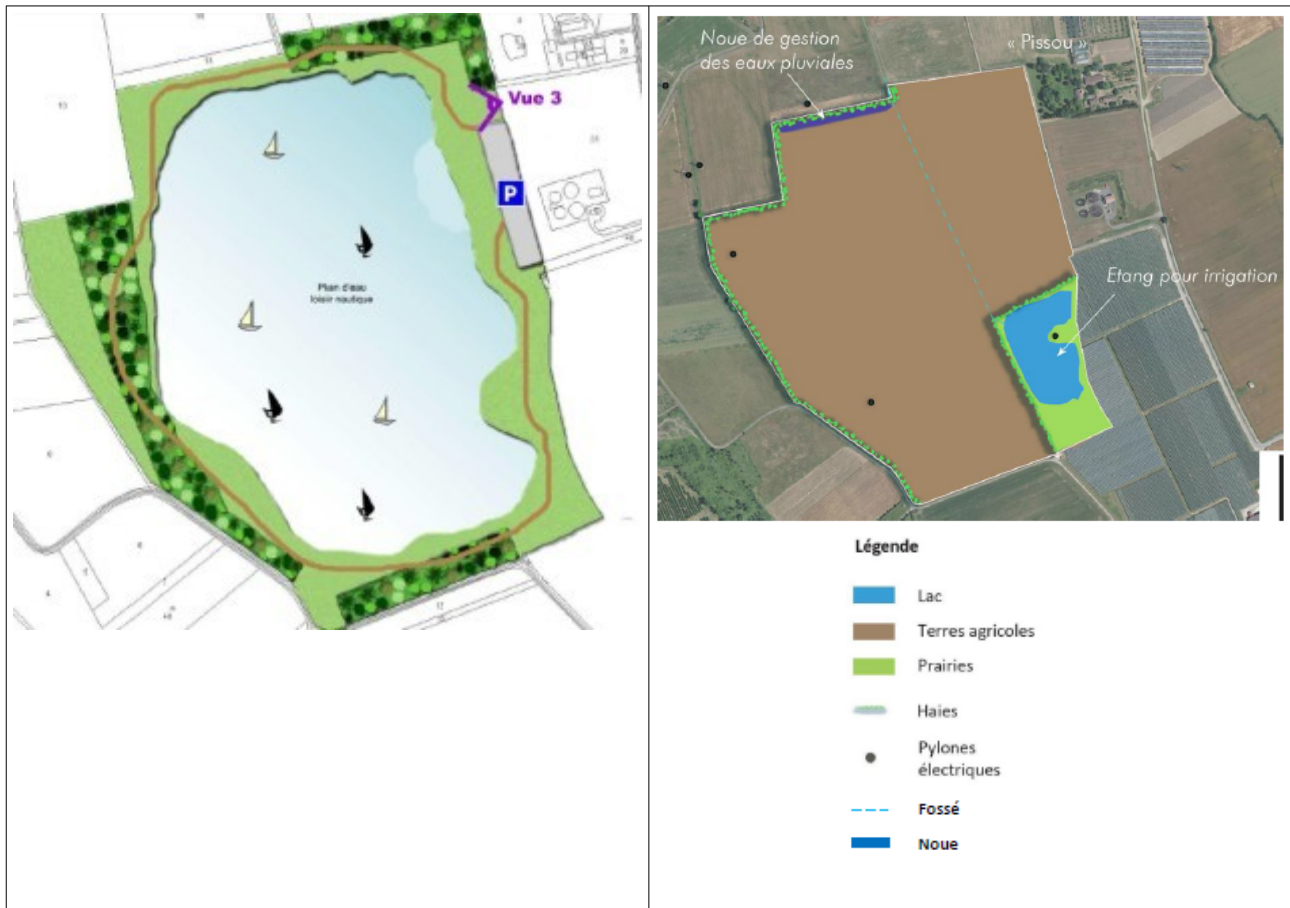 Vue 3
P
Plan d'eau
loisir nautique
Noue de gestion
des eaux pluviales
« Pissou »
Etang pour irrigation
Légende
Lac
Terres agricoles
Prairies
Haies
Pylones
électriques
Fossé
Noue